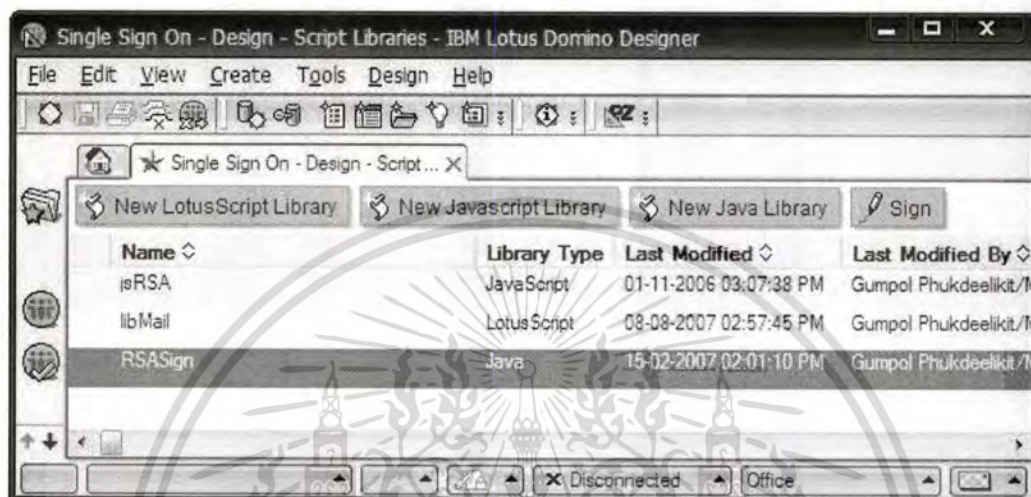 Single Sign On - Design - Script Libraries - IBM Lotus Domino Designer
File Edit View Create Tools Design Help
Single Sign On - Design - Script... 
New LotusScript Library New Javascript Library New Java Library Sign
Name Library Type Last Modified Last Modified By
jsRSA JavaScript 01-11-2006 03:07:38 PM Gumpol Phukdeelikit/
libMail LotusScript 08-08-2007 02:57:45 PM Gumpol Phukdeelikit/
RSASign Java 15-02-2007 02:01:10 PM Gumpol Phukdeelikit/
Disconnected Office